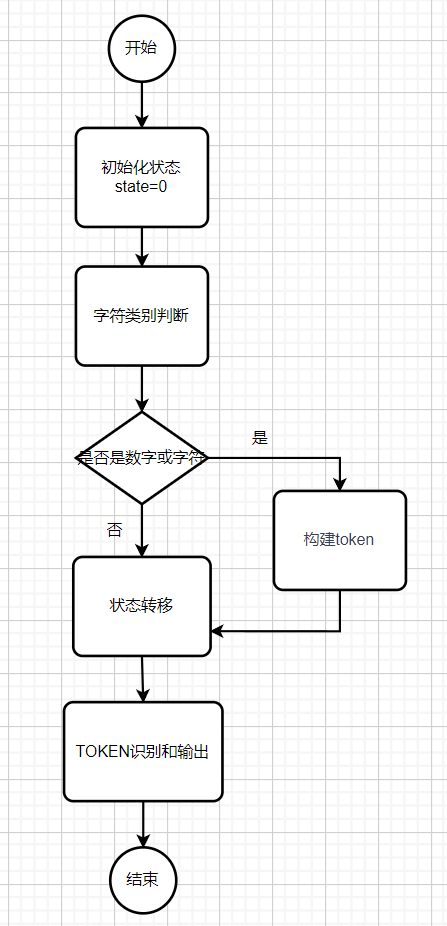 开始
初始化状态
state=0
字符类别判断
是否是数字或字符
是
否
构建token
状态转移
TOKEN识别和输出
结束